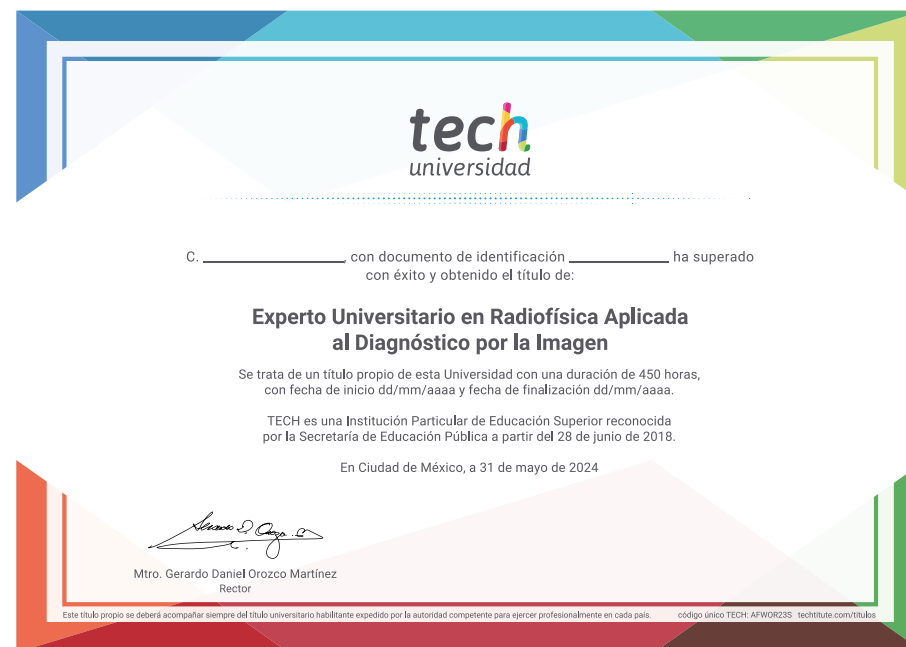 tech
universidad
C. ____________, con documento de identificación ____________ ha superado
con éxito y obtenido el título de:
Experto Universitario en Radiofísica Aplicada
al Diagnóstico por la Imagen
Se trata de un título propio de esta Universidad con una duración de 450 horas,
con fecha de inicio dd/mm/aaaa y fecha de finalización dd/mm/aaaa.
TECH es una Institución Particular de Educación Superior reconocida
por la Secretaría de Educación Pública a partir del 28 de junio de 2018.
En Ciudad de México, a 31 de mayo de 2024
Mtro. Gerardo Daniel Orozco Martínez
Rector
Este título propio se deberá acompañar siempre del título universitario habilitante expedido por la autoridad competente para ejercer profesionalmente en cada país. código único TECH: AFWOR23S techtitute.com/titulos